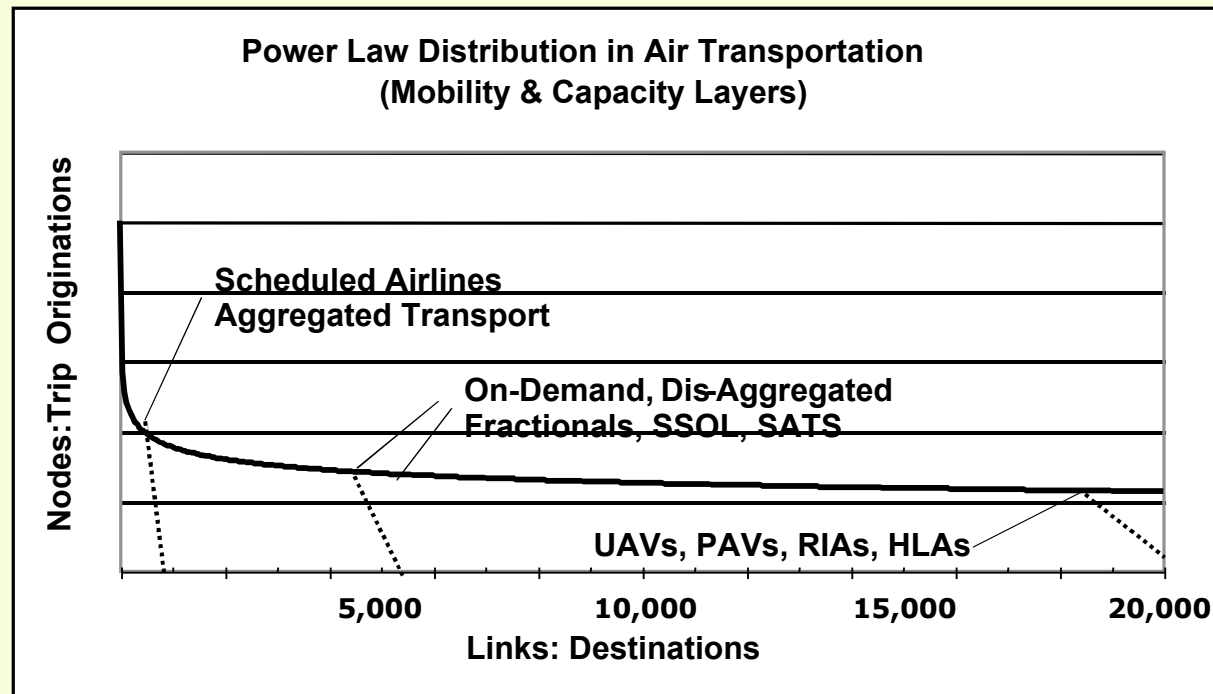 Power Law Distribution in Air Transportation
(Mobility & Capacity Layers)
Nodes:Trip Originations
Scheduled Airlines
Aggregated Transport
On-Demand, Dis-Aggregated
Fractionals, SSOL, SATS
UAVs, PAVs, RIAs, HLAs
5,000 10,000 15,000 20,000
Links: Destinations